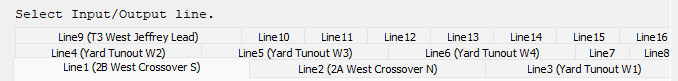 Select Input/Output line.
Line9 (T3 West Jeffrey Lead) Line10 Line11 Line12 Line13 Line14 Line15 Line16
Line4 (Yard Tunout W2) Line5 (Yard Tunout W3) Line6 (Yard Tunout W4) Line7 Line8
Line1 (2B West Crossover S) Line2 (2A West Crossover N) Line3 (Yard Tunout W1)